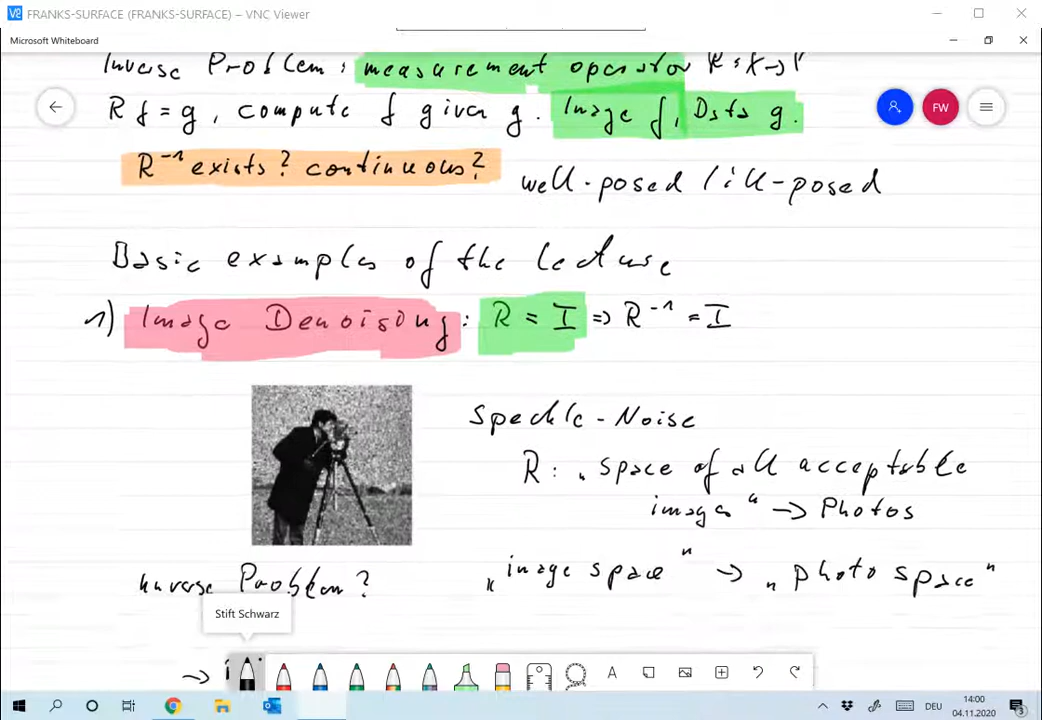 FRANKS-SURFACE (FRANKS-SURFACE) – VNC Viewer
Microsoft Whiteboard
Inverse Problem: measurement operator R: X → Y
R f = g, compute f given g. Image f, Data g.
FW
R⁻¹ exists? continuous?
well-posed / ill-posed
Basic examples of the lecture
1) Image Denoising: R = I ⇒ R⁻¹ = I
Speckle-Noise
R: „space of all acceptable
images“ → Photos
Inverse Problem?
„image space“ → „photo space“
Stift Schwarz
→
A
14:00
DEU
04.11.2020
3